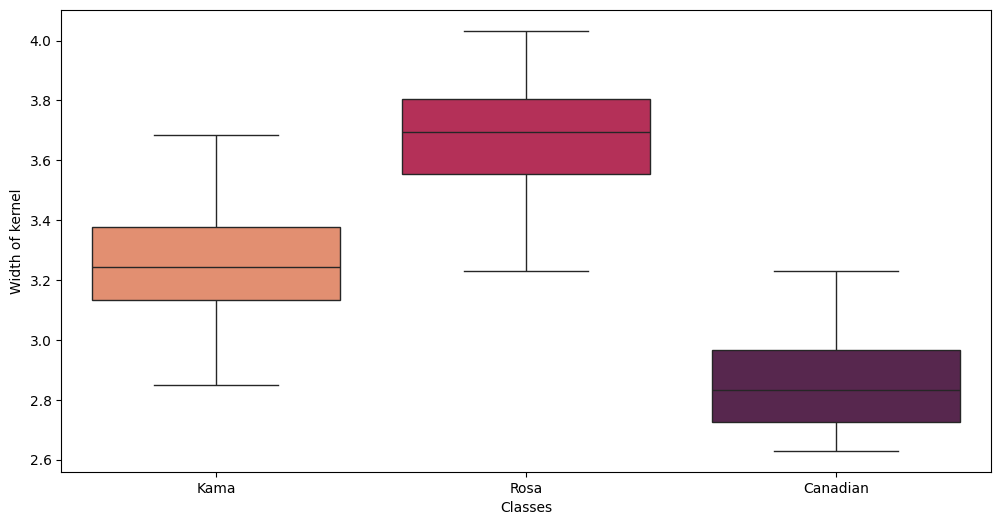 4.0
3.8
3.6
3.4
3.2
3.0
2.8
2.6
Width of kernel
Kama
Rosa
Canadian
Classes